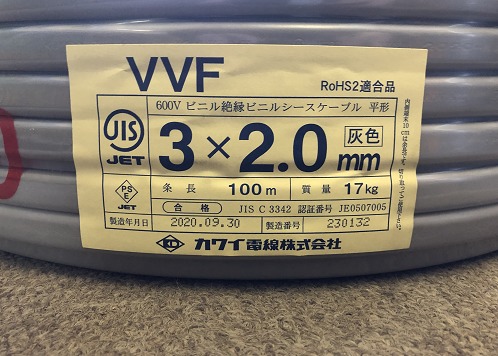 VVF
RoHS2適合品
600V ビニル絶縁ビニルシースケーブル 平形
JIS
JET
3×2.0mm
灰色
PS
E
JET
条長 100m 質量 17kg
合格 JIS C 3342 認証番号 JE0507005
製造年月日 2020.09.30 製造番号 230132
カワイ電線株式会社